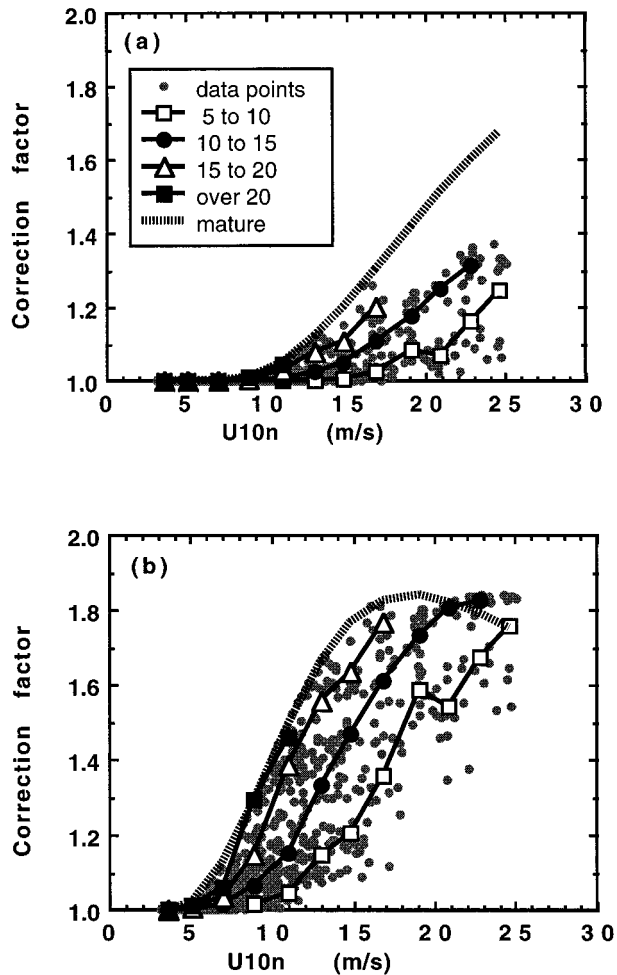 2.0
(a)
data points
5 to 10
10 to 15
15 to 20
over 20
mature
1.8
1.6
1.4
1.2
1.0
Correction factor
0 5 10 15 20 25 30
U10n (m/s)
2.0
(b)
1.8
1.6
1.4
1.2
1.0
Correction factor
0 5 10 15 20 25 30
U10n (m/s)